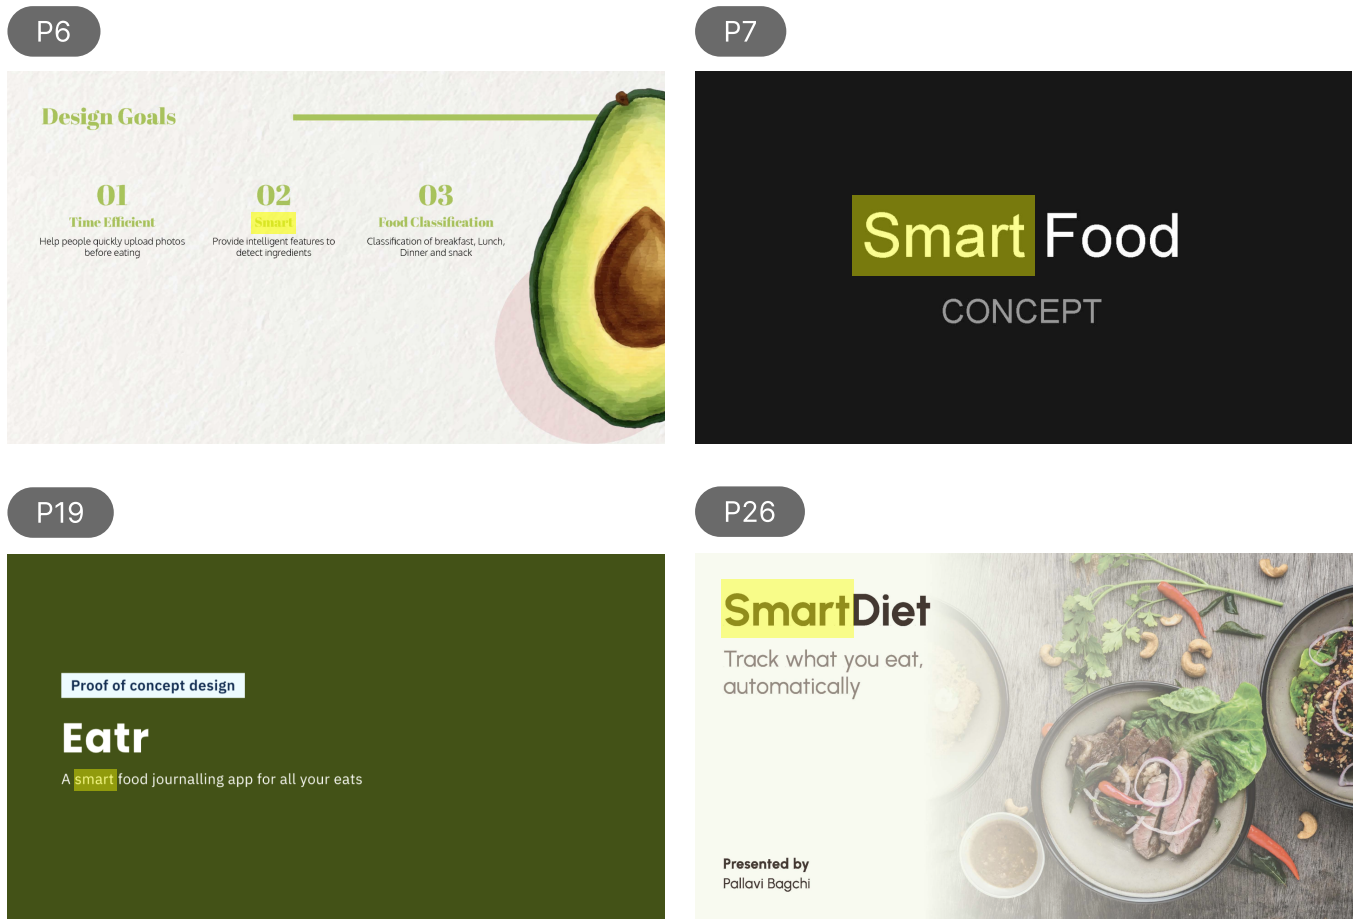 P6
Design Goals
01
Time Efficient
Help people quickly upload photos
before eating
02
Smart
Provide intelligent features to
detect ingredients
03
Food Classification
Classification of breakfast, Lunch,
Dinner and snack
P7
Smart Food
CONCEPT
P19
Proof of concept design
Eatr
A smart food journalling app for all your eats
P26
SmartDiet
Track what you eat,
automatically
Presented by
Pallavi Bagchi